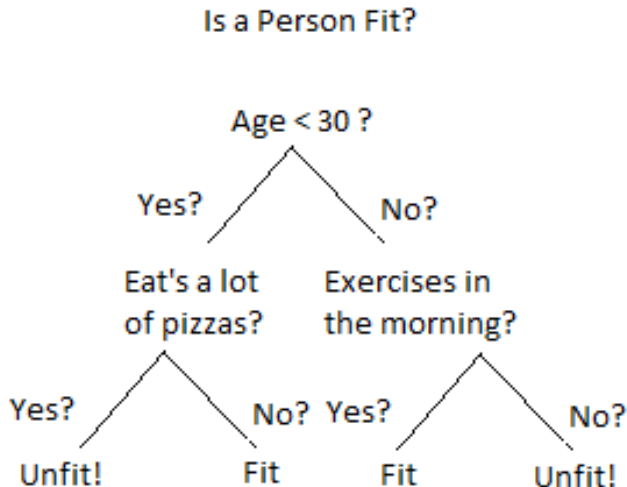 Is a Person Fit?
Age < 30 ?
Yes?
No?
Eat's a lot
of pizzas?
Exercises in
the morning?
Yes?
No?
Yes?
No?
Unfit!
Fit
Fit
Unfit!